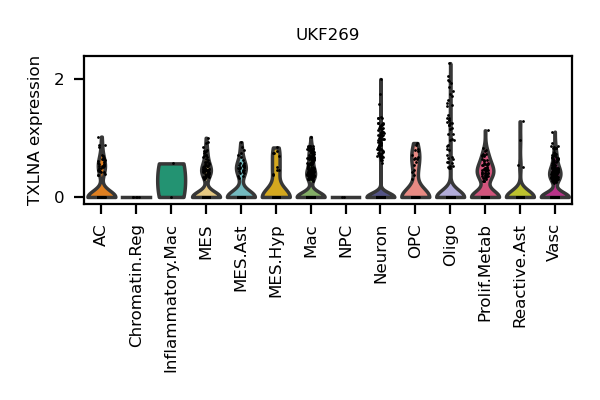 UKF269
TXLNA expression
2
0
AC
Chromatin.Reg
Inflammatory.Mac
MES
MES.Ast
MES.Hyp
Mac
NPC
Neuron
OPC
Oligo
Prolif.Metab
Reactive.Ast
Vasc